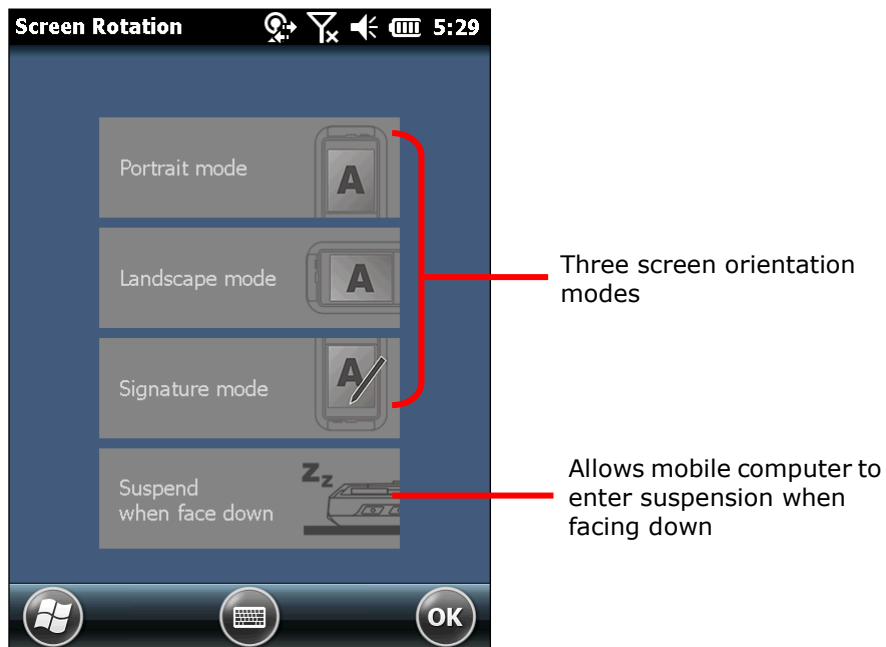 Screen Rotation 5:29
Portrait mode
A
Landscape mode
A
Signature mode
A
Suspend
when face down
Zz
OK
Three screen orientation
modes
Allows mobile computer to
enter suspension when
facing down